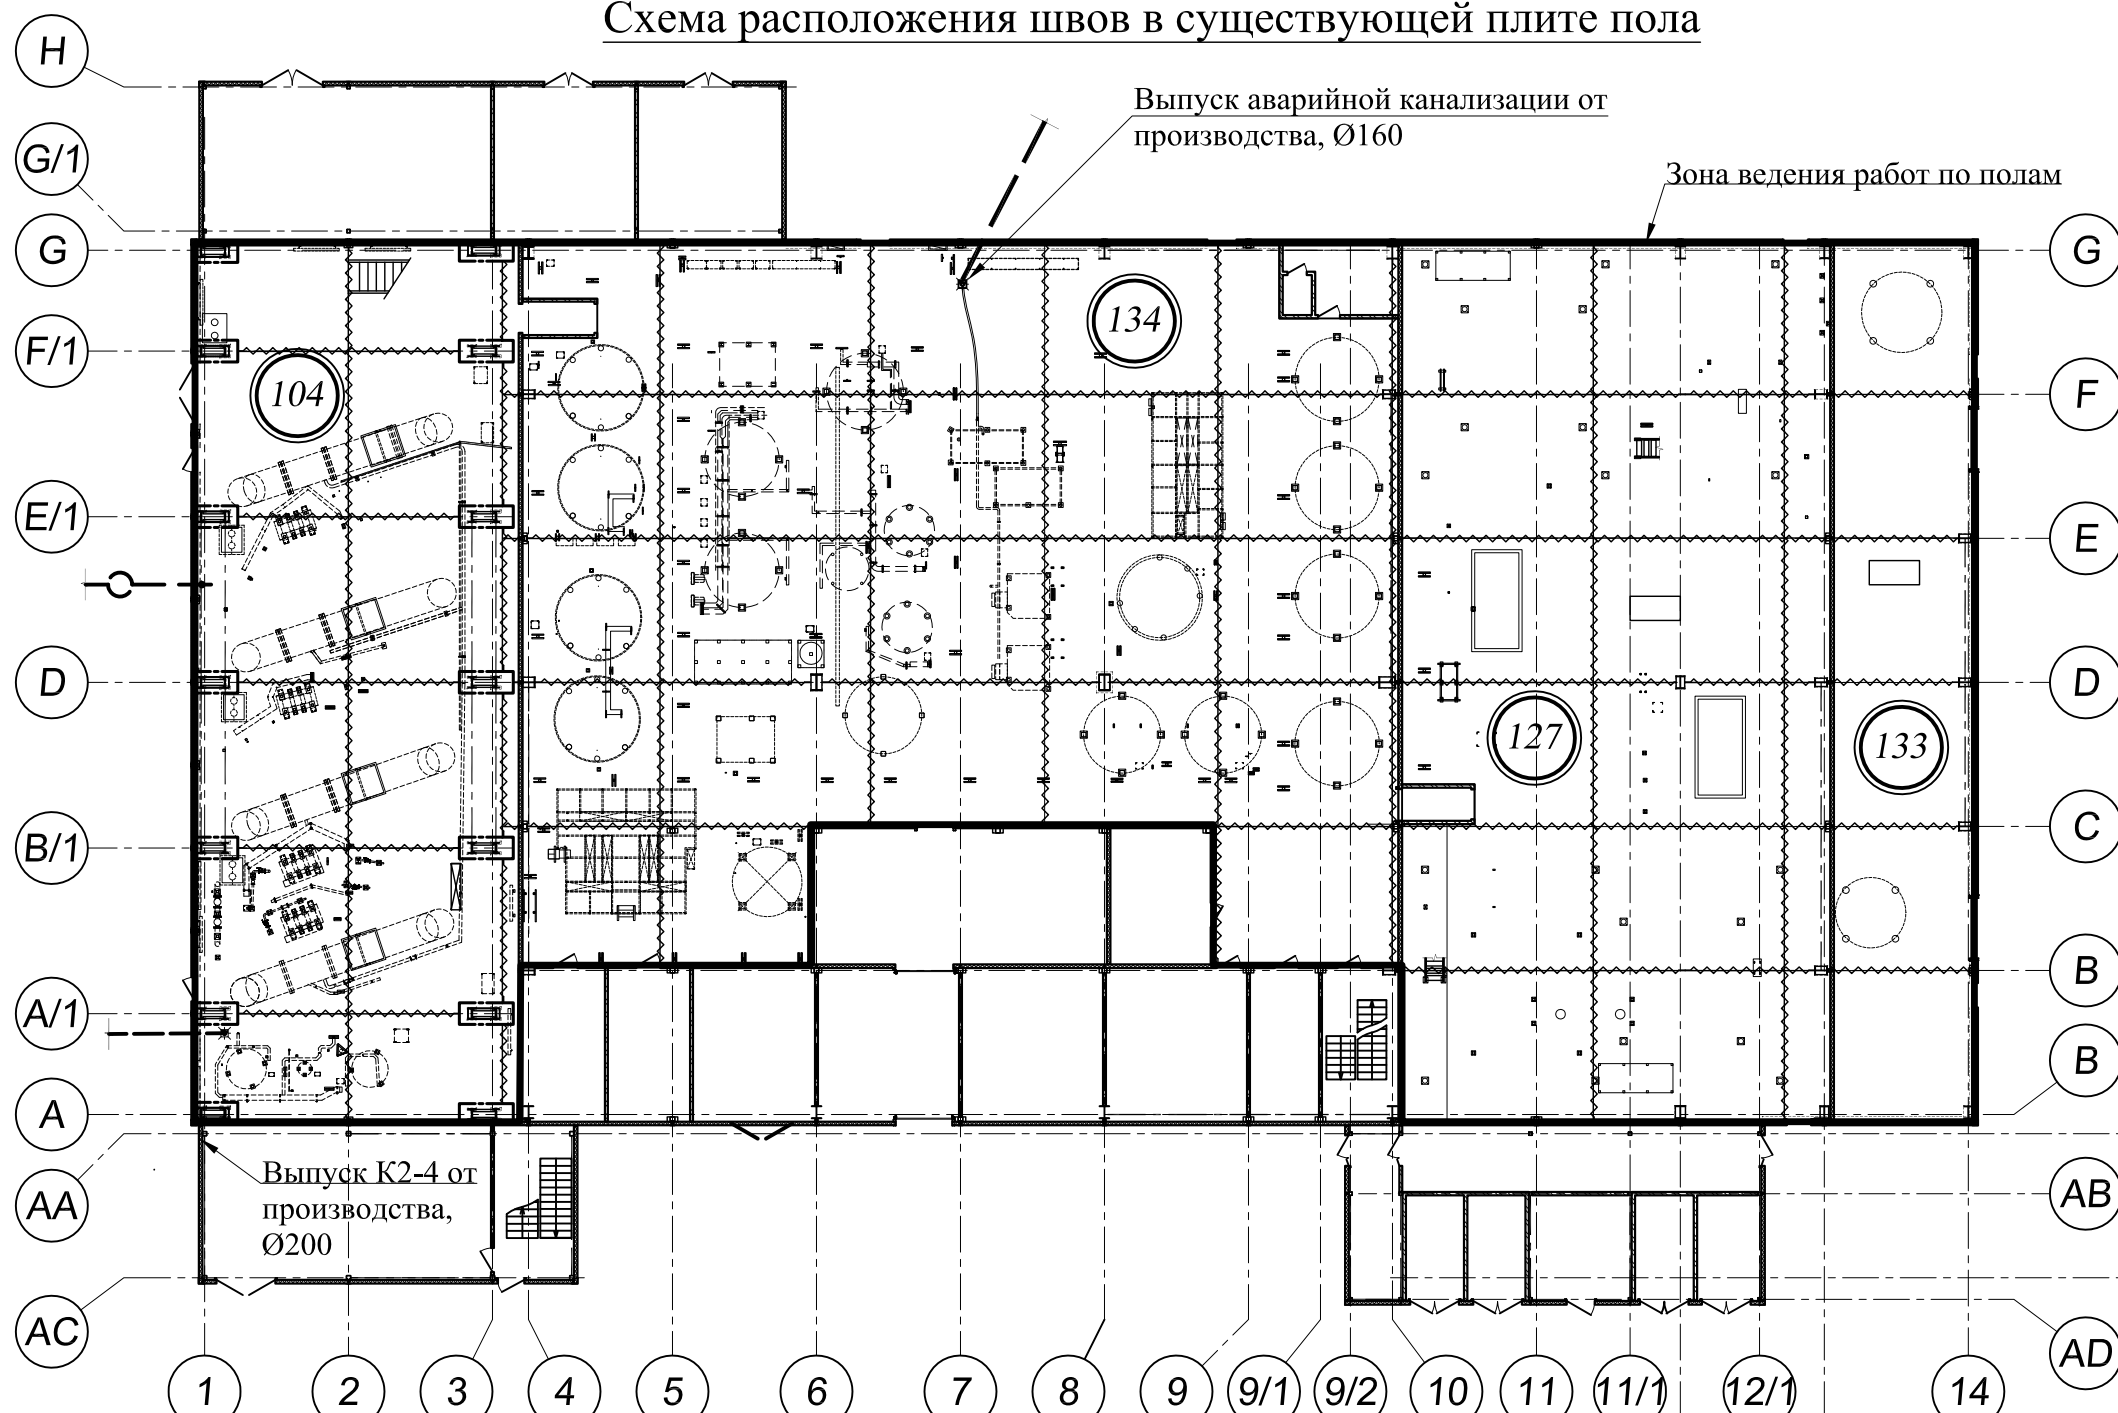 Схема расположения швов в существующей плите пола
H
Выпуск аварийной канализации от
производства, Ø160
G/1
Зона ведения работ по полам
G
G
134
F/1
F
104
E/1
E
D
D
127
133
C
B/1
B
A/1
B
A
Выпуск К2-4 от
производства,
Ø200
AA
AB
AC
AD
1
2
3
4
5
6
7
8
9
9/1
9/2
10
11
11/1
12/1
14